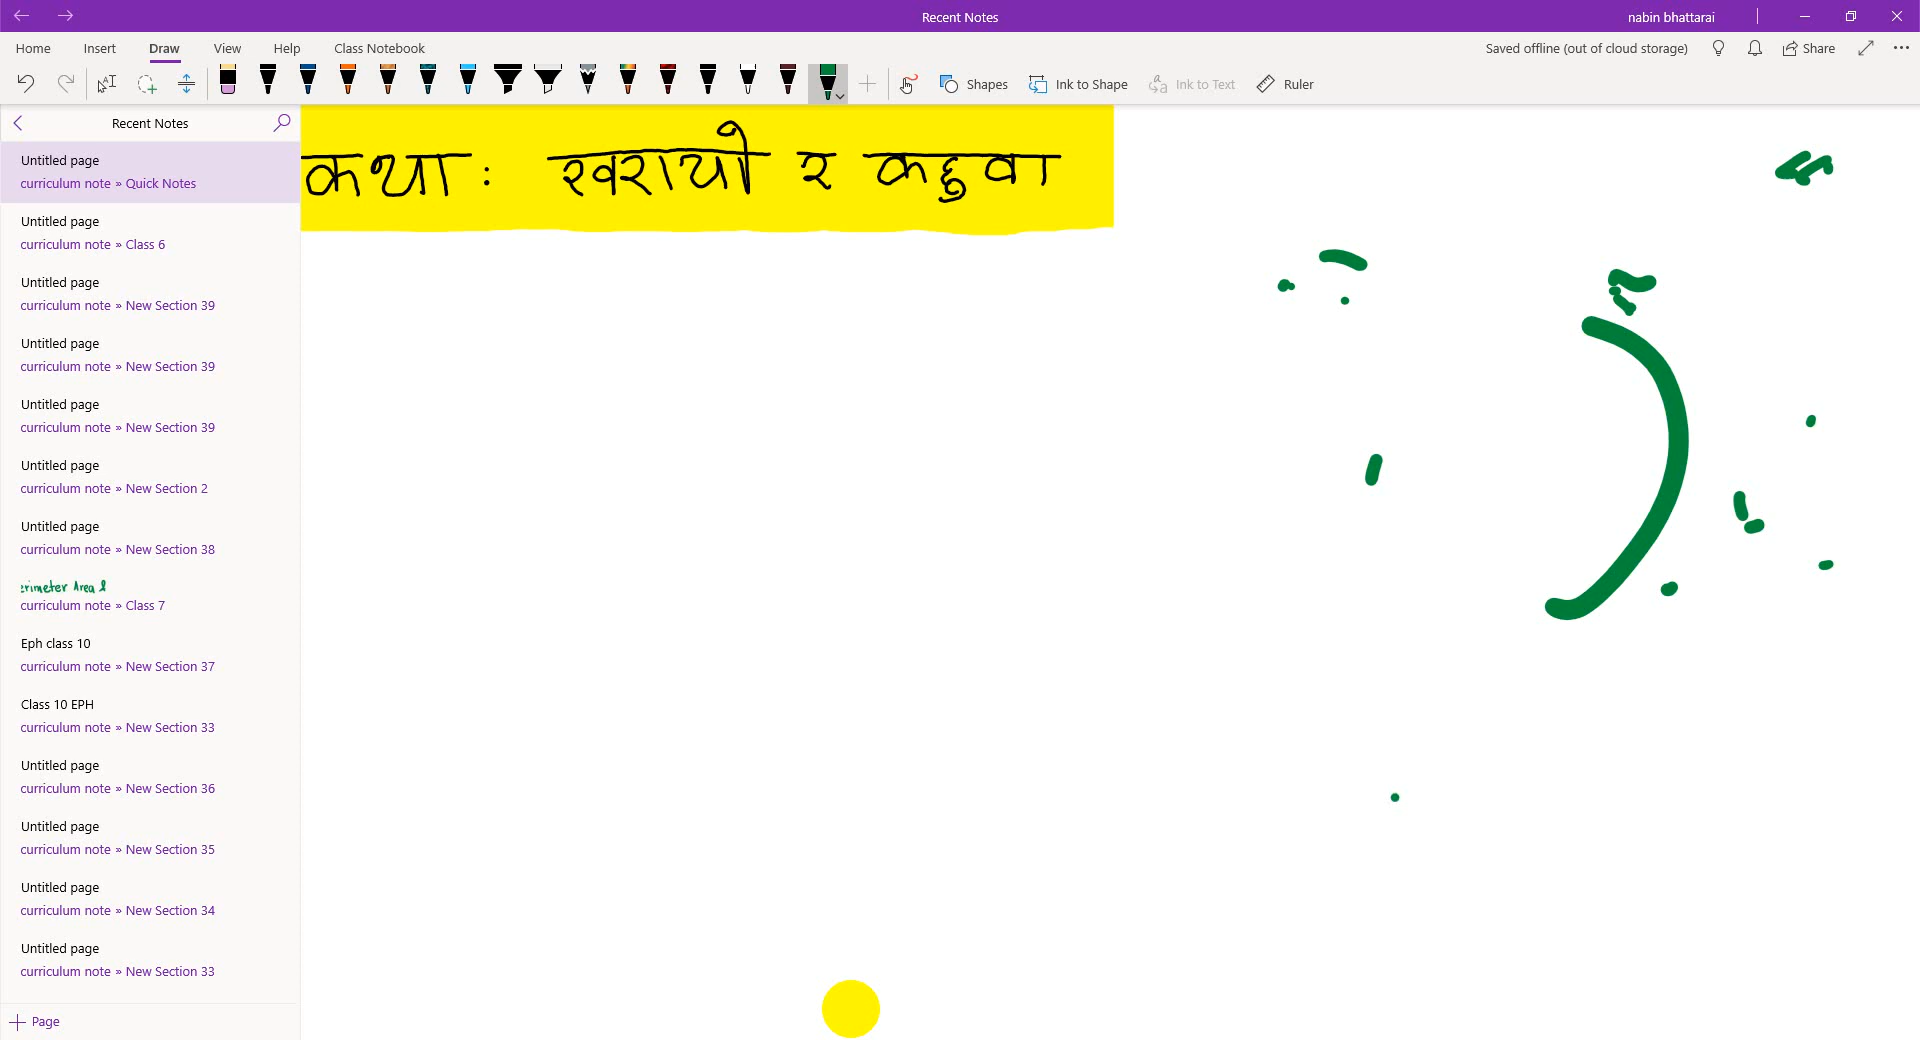 Recent Notes
nabin bhattarai
Home Insert Draw View Help Class Notebook
Saved offline (out of cloud storage)
Share
Shapes
Ink to Shape
Ink to Text
Ruler
Recent Notes
Untitled page
curriculum note » Quick Notes
Untitled page
curriculum note » Class 6
Untitled page
curriculum note » New Section 39
Untitled page
curriculum note » New Section 39
Untitled page
curriculum note » New Section 39
Untitled page
curriculum note » New Section 2
Untitled page
curriculum note » New Section 38
erimeter Area &
curriculum note » Class 7
Eph class 10
curriculum note » New Section 37
Class 10 EPH
curriculum note » New Section 33
Untitled page
curriculum note » New Section 36
Untitled page
curriculum note » New Section 35
Untitled page
curriculum note » New Section 34
Untitled page
curriculum note » New Section 33
Page
कथा : खरायो र कछुवा